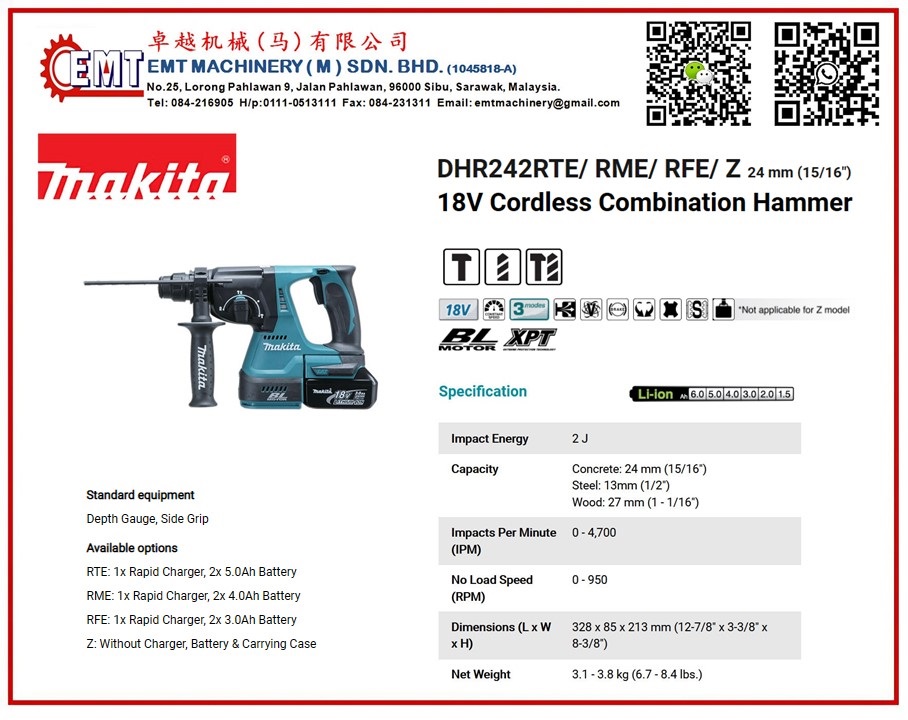 卓越机械(马)有限公司
EMT
EMT MACHINERY ( M ) SDN. BHD. (1045818-A)
No.25, Lorong Pahlawan 9, Jalan Pahlawan, 96000 Sibu, Sarawak, Malaysia.
Tel: 084-216905 H/p:0111-0513111 Fax: 084-231311 Email: emtmachinery@gmail.com
makita®
DHR242RTE/ RME/ RFE/ Z 24 mm (15/16")
18V Cordless Combination Hammer
18V
3 modes
*Not applicable for Z model
BL MOTOR
XPT
EXTREME PROTECTION TECHNOLOGY
makita
makita
BL
makita
18V
Specification
Li-ion Ah 6.0 5.0 4.0 3.0 2.0 1.5
Impact Energy 2 J
Capacity Concrete: 24 mm (15/16")
Steel: 13mm (1/2")
Wood: 27 mm (1 - 1/16")
Impacts Per Minute (IPM) 0 - 4,700
No Load Speed (RPM) 0 - 950
Dimensions (L x W x H) 328 x 85 x 213 mm (12-7/8" x 3-3/8" x 8-3/8")
Net Weight 3.1 - 3.8 kg (6.7 - 8.4 lbs.)
Standard equipment
Depth Gauge, Side Grip
Available options
RTE: 1x Rapid Charger, 2x 5.0Ah Battery
RME: 1x Rapid Charger, 2x 4.0Ah Battery
RFE: 1x Rapid Charger, 2x 3.0Ah Battery
Z: Without Charger, Battery & Carrying Case